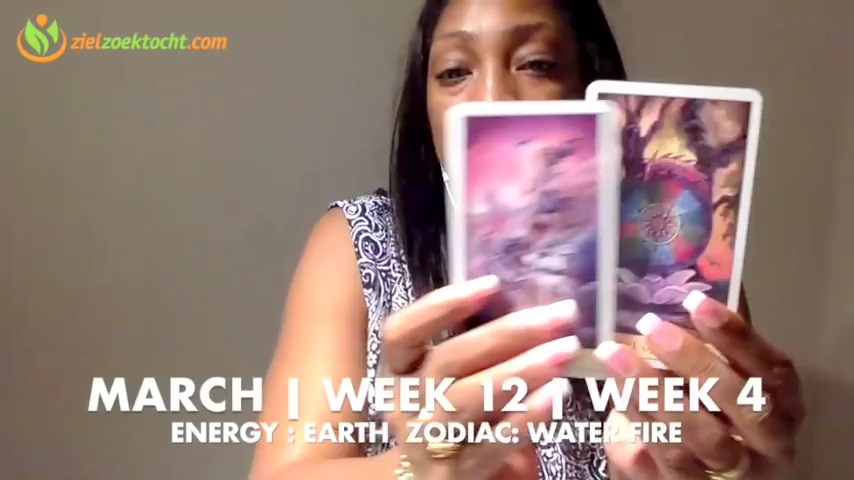 zielzoektocht.com
MARCH | WEEK 12 | WEEK 4
ENERGY : EARTH ZODIAC: WATER FIRE